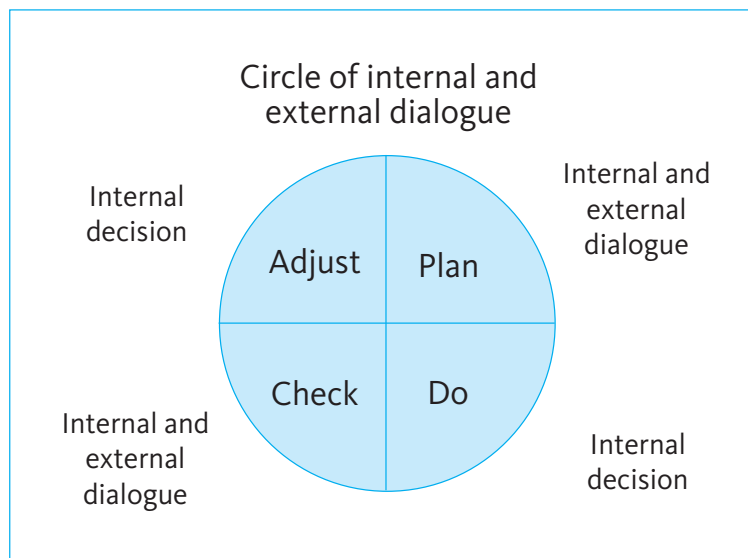 Circle of internal and
external dialogue
Internal
decision
Internal and
external
dialogue
Adjust
Plan
Check
Do
Internal and
external
dialogue
Internal
decision